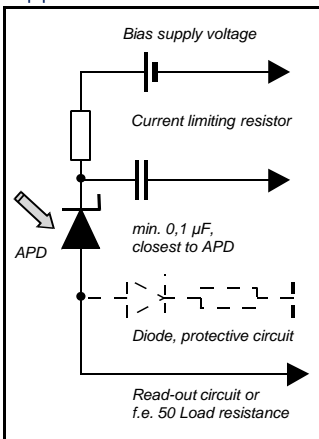 Bias supply voltage
Current limiting resistor
min. 0,1 µF,
closest to APD
APD
Diode, protective circuit
Read-out circuit or
f.e. 50 Load resistance